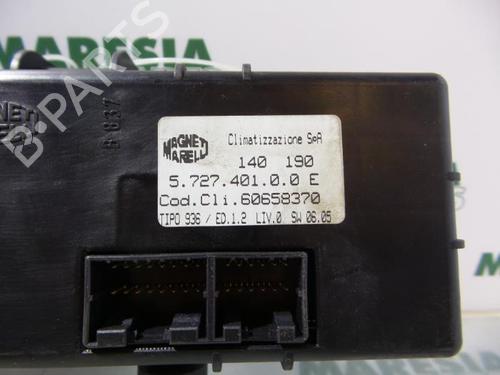 MARESIA
B-PARTS
MAGNETI
MARELLI
Climatizzazione SpA
140 190
5.727.401.0.0 E
Cod.Cli.60658370
TIPO 936 / ED.1.2 LIV.0 SW 06.05